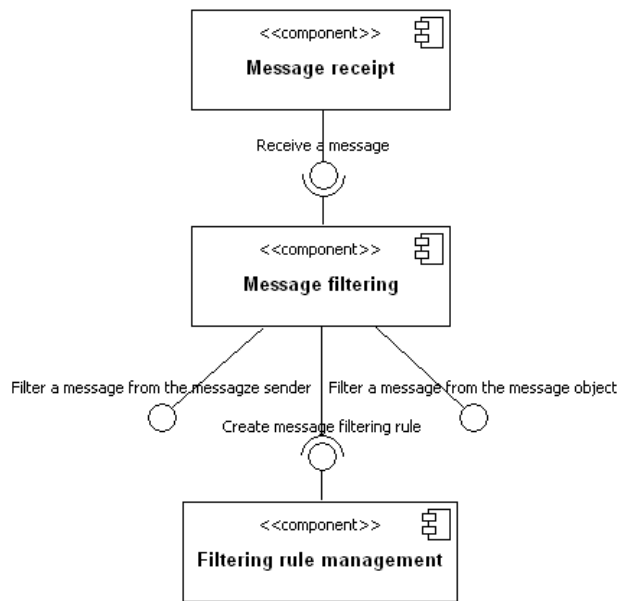 <<component>>
Message receipt
Receive a message
<<component>>
Message filtering
Filter a message from the messagze sender
Filter a message from the message object
Create message filtering rule
<<component>>
Filtering rule management